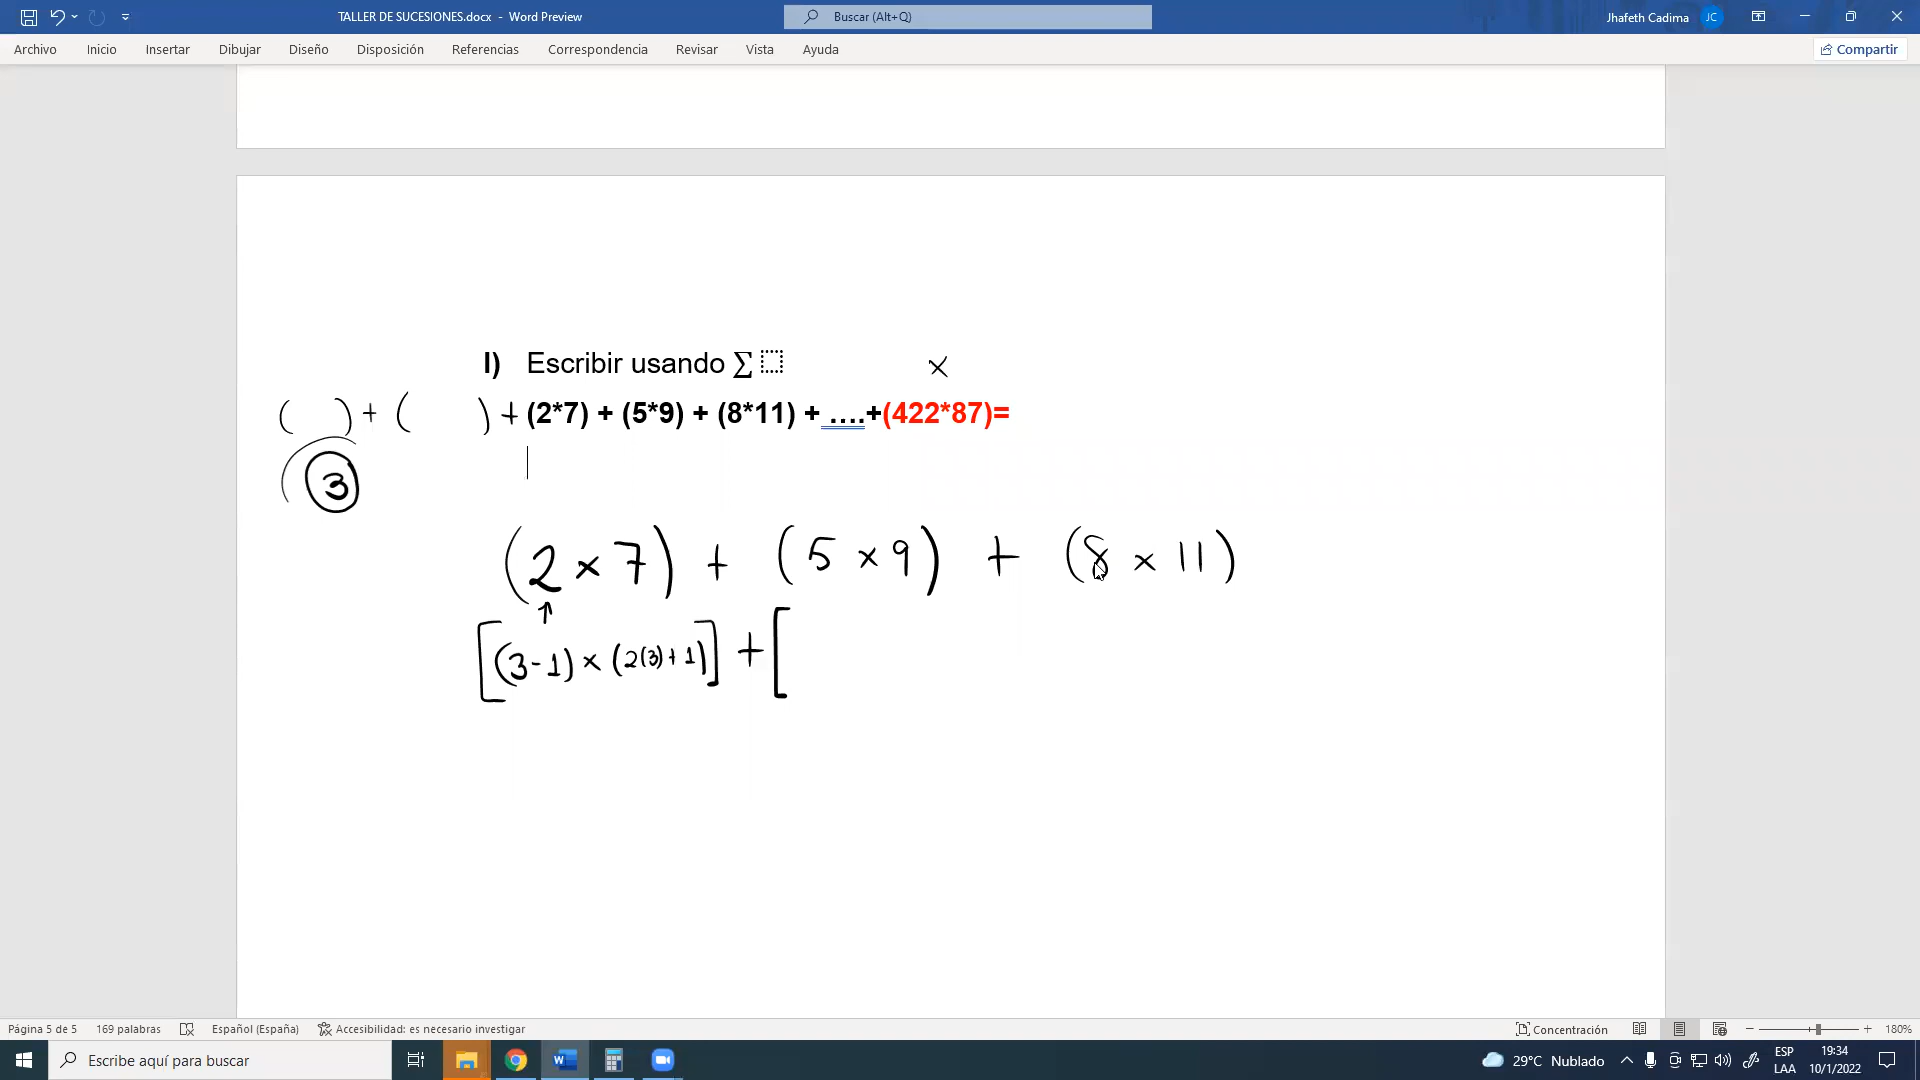 TALLER DE SUCESIONES.docx - Word Preview
Buscar (Alt+Q)
Jhafeth Cadima JC
Archivo Inicio Insertar Dibujar Diseño Disposición Referencias Correspondencia Revisar Vista Ayuda Compartir
I) Escribir usando ∑ ⬚ ×
( ) + ( ) + (2*7) + (5*9) + (8*11) + ....+(422*87)=
3
(2 × 7) + (5 × 9) + (8 × 11)
[(3-1) × (2(3)+1)] + [
Página 5 de 5 169 palabras Español (España) Accesibilidad: es necesario investigar Concentración - + 180%
Escribe aquí para buscar 29°C Nublado ESP LAA 19:34 10/1/2022